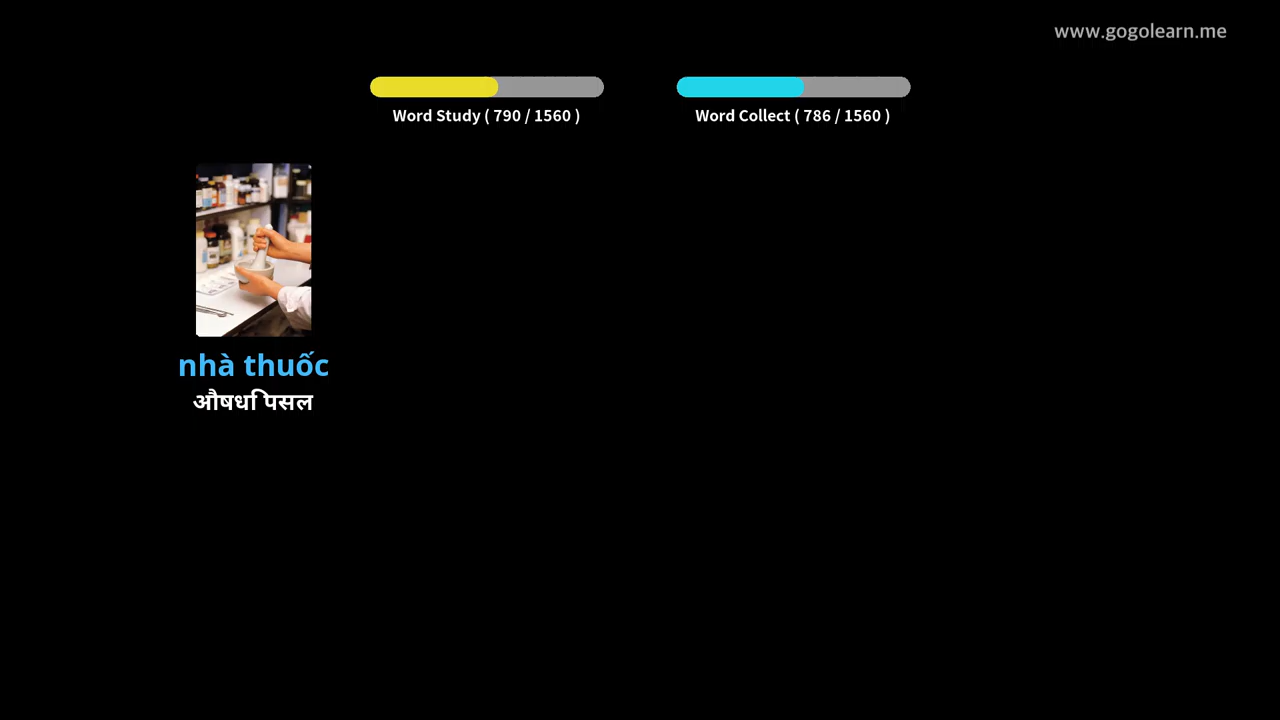 www.gogolearn.me
Word Study ( 790 / 1560 )
Word Collect ( 786 / 1560 )
nhà thuốc
औषधि पसल